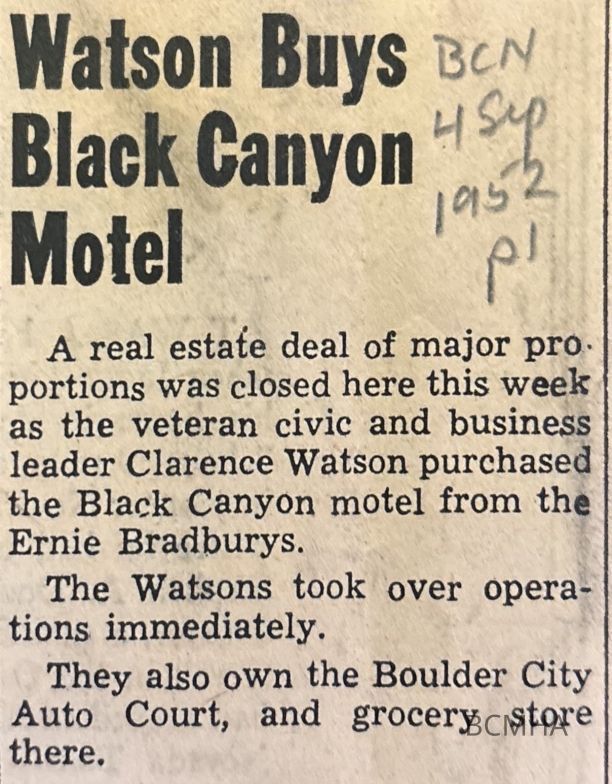 Watson Buys
Black Canyon
Motel
BCN
4 Sep
1952
p1
A real estate deal of major pro-
portions was closed here this week
as the veteran civic and business
leader Clarence Watson purchased
the Black Canyon motel from the
Ernie Bradburys.
The Watsons took over opera-
tions immediately.
They also own the Boulder City
Auto Court, and grocery store
there.
BCMHA